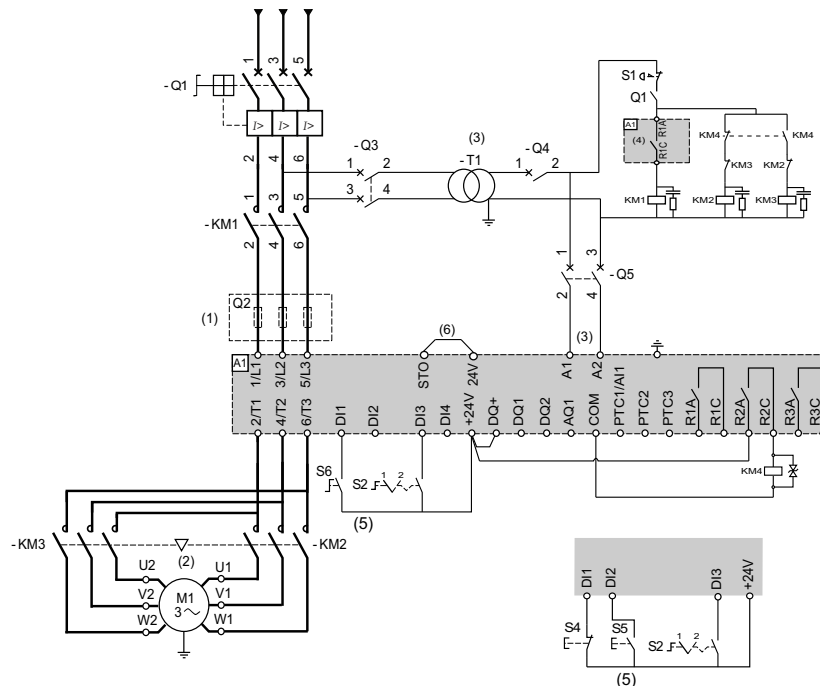 1 3 5
-Q1
I> I> I>
2 4 6
-Q3
1 2
3 4
(3)
-T1
-Q4
1 2
S1
Q1
A1
(4)
R1A
R1C
KM4 KM4
KM3 KM2
KM1 KM2 KM3
1 3 5
-KM1
2 4 6
1 3
-Q5
2 4
(1)
Q2
(6)
(3)
A1
1/L1 3/L2 5/L3 STO 24V A1 A2
2/T1 4/T2 6/T3 DI1 DI2 DI3 DI4 +24V DQ+ DQ1 DQ2 AQ1 COM PTC1/AI1 PTC2 PTC3 R1A R1C R2A R2C R3A R3C
S6 S2 1 2
KM4
(5)
-KM3 (2) -KM2
U2 U1
V2 M1 V1
3
W2 W1
DI1 DI2 DI3 +24V
S4 S5 S2 1 2
(5)